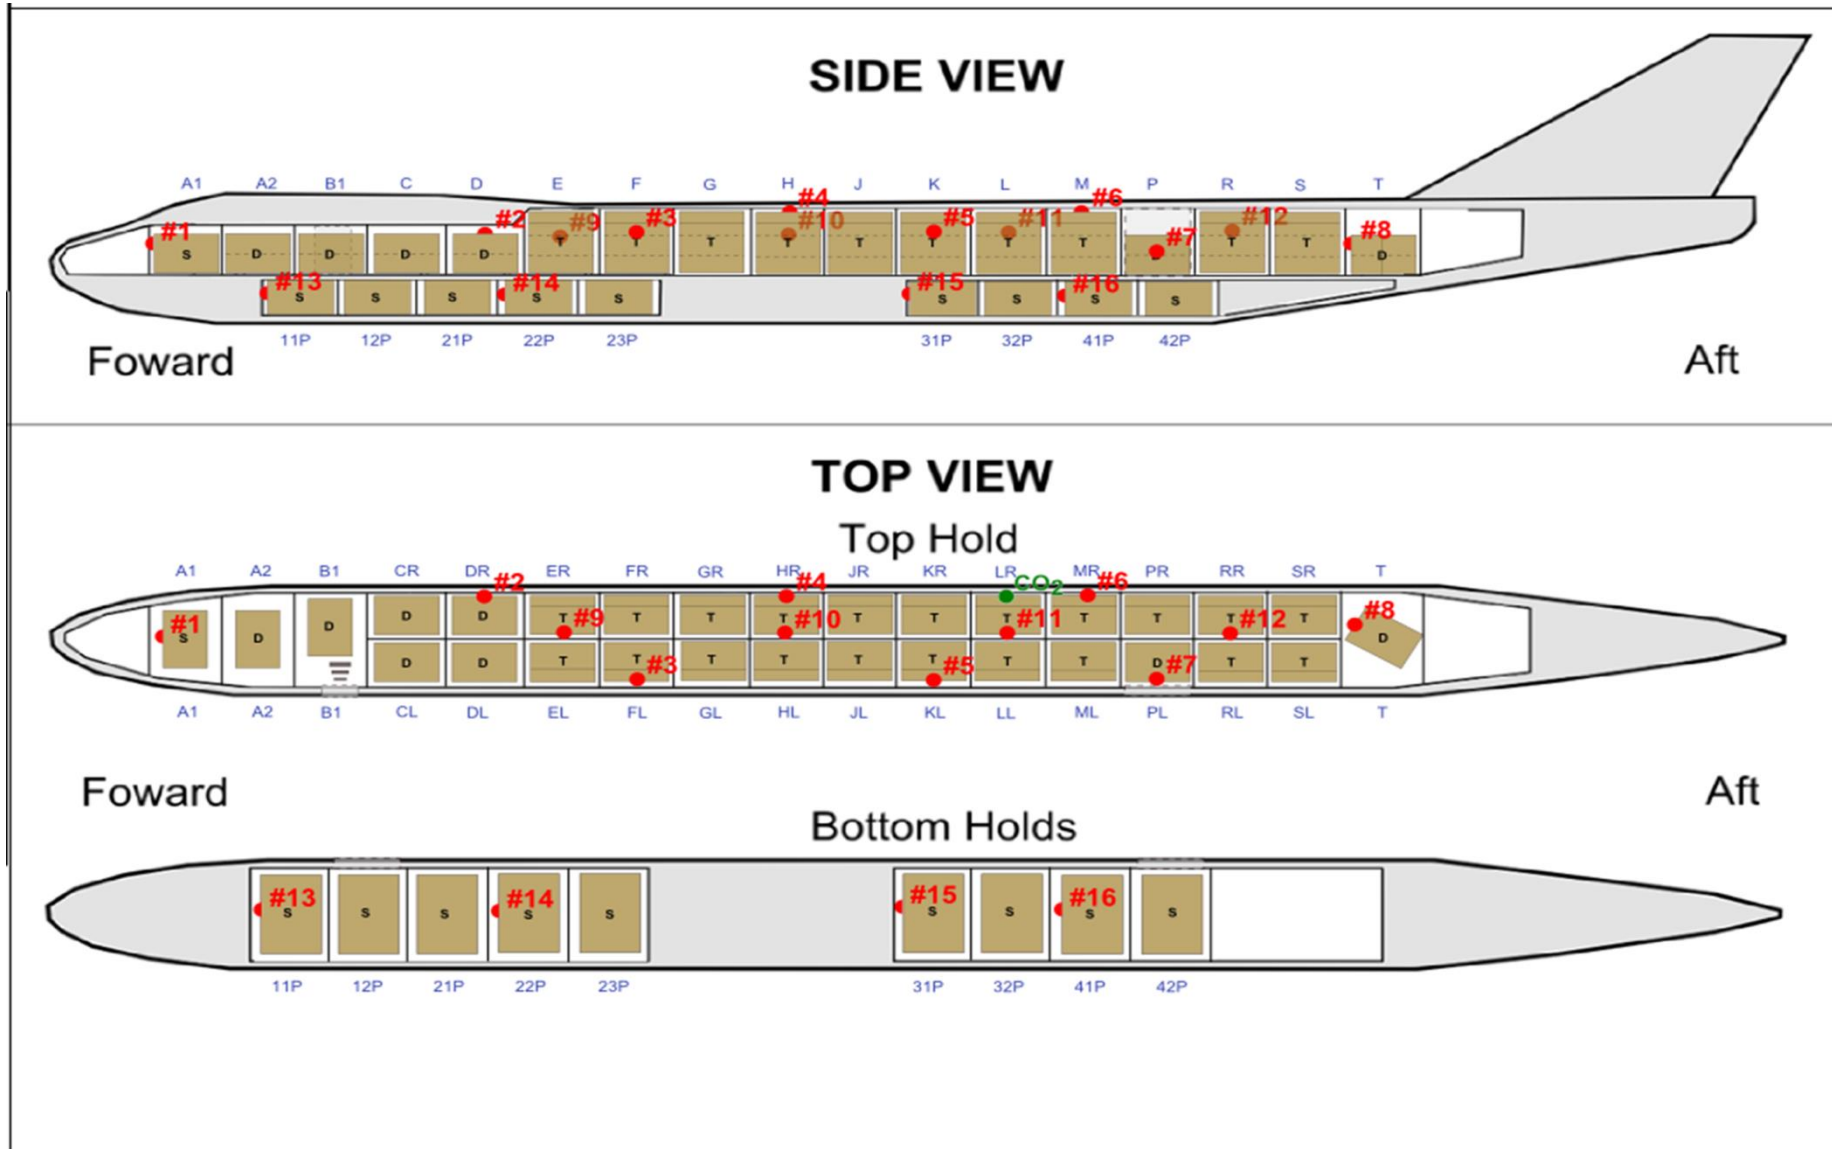 SIDE VIEW
A1 A2 B1 C D E F G H J K L M P R S T
#1 #2 #9 #3 #4 #10 #5 #11 #6 #7 #12 #8
S D D D D T T T T T T T T D T T D
#13 #14 #15 #16
S S S S S S S S S
11P 12P 21P 22P 23P 31P 32P 41P 42P
Foward Aft
TOP VIEW
Top Hold
A1 A2 B1 CR DR ER FR GR HR JR KR LR MR PR RR SR T
#2 #4 CO2 #6
D D T T T T T T T T T T T
#1 #9 #10 #11 #12 #8
S D D D
D D T T T T T T T T D T T
#3 #5 #7
A1 A2 B1 CL DL EL FL GL HL JL KL LL ML PL RL SL T
Foward Aft
Bottom Holds
#13 #14 #15 #16
S S S S S S S S S
11P 12P 21P 22P 23P 31P 32P 41P 42P